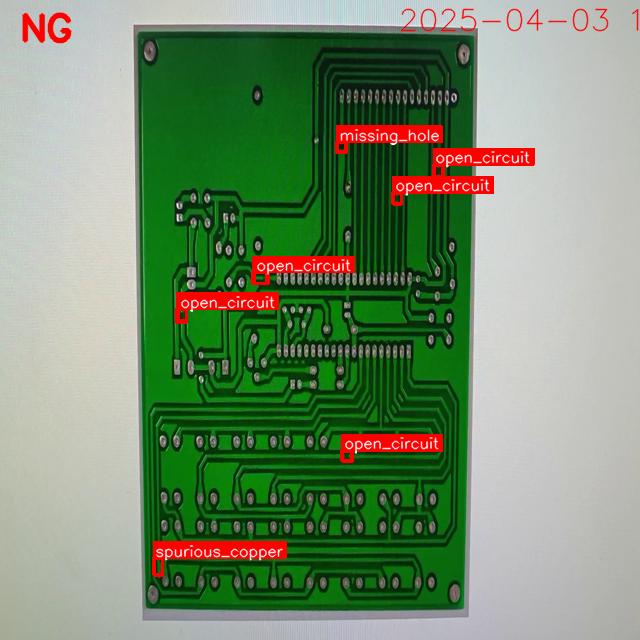 NG
2025-04-03 1
missing_hole
open_circuit
open_circuit
open_circuit
open_circuit
open_circuit
spurious_copper